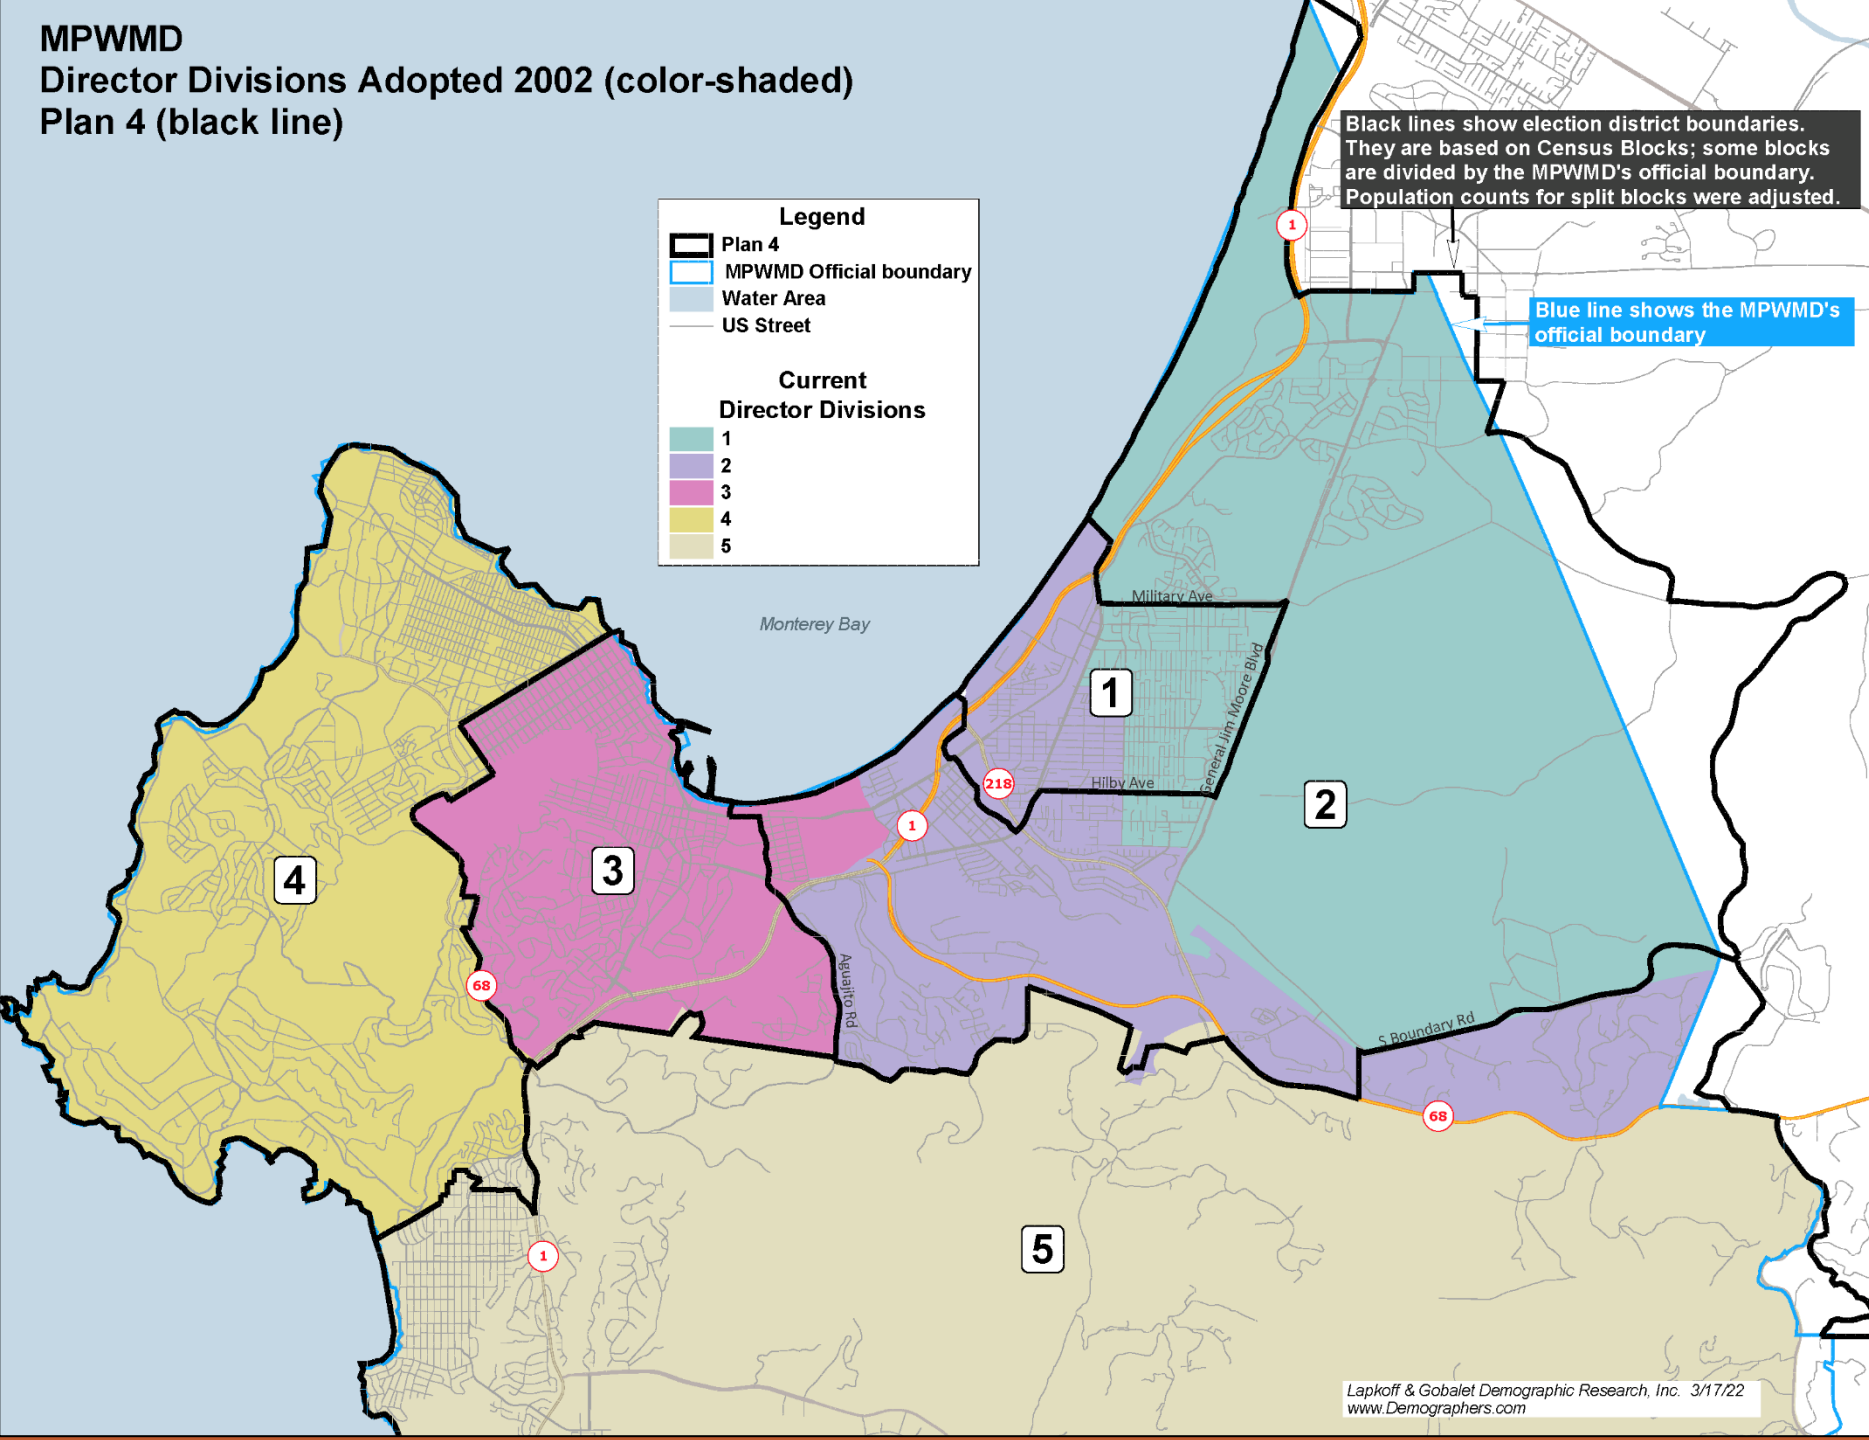 MPWMD
Director Divisions Adopted 2002 (color-shaded)
Plan 4 (black line)
Black lines show election district boundaries.
They are based on Census Blocks; some blocks
are divided by the MPWMD's official boundary.
Population counts for split blocks were adjusted.
Legend
Plan 4
MPWMD Official boundary
Water Area
US Street
Current
Director Divisions
1
2
3
4
5
1
Blue line shows the MPWMD's
official boundary
Monterey Bay
Military Ave
1
General Jim Moore Blvd
218
Hilby Ave
2
1
3
4
68
Aguajito Rd
S Boundary Rd
68
5
1
Lapkoff & Gobalet Demographic Research, Inc. 3/17/22
www.Demographers.com